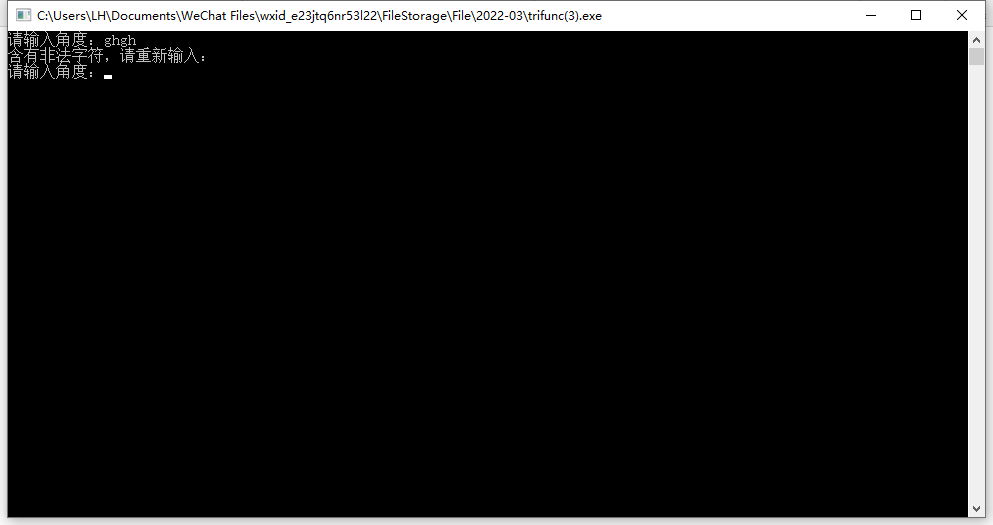 C:\Users\LH\Documents\WeChat Files\wxid_e23jtq6nr53l22\FileStorage\File\2022-03\trifunc(3).exe
请输入角度：ghgh
含有非法字符，请重新输入：
请输入角度：